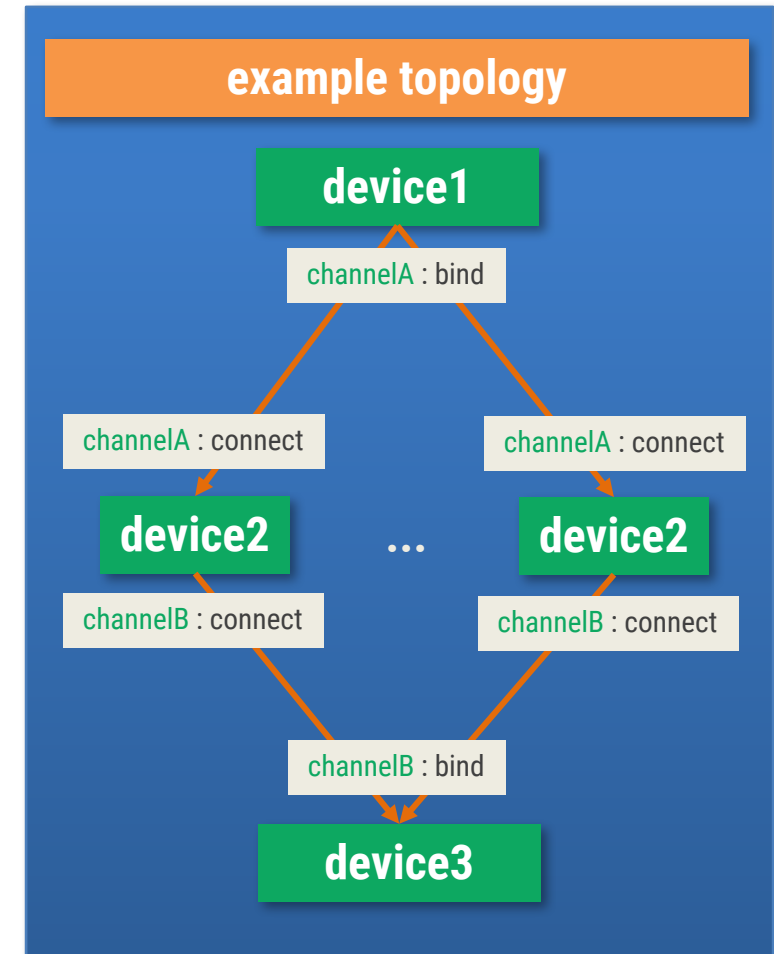 example topology
device1
channelA : bind
channelA : connect
channelA : connect
device2
...
device2
channelB : connect
channelB : connect
channelB : bind
device3